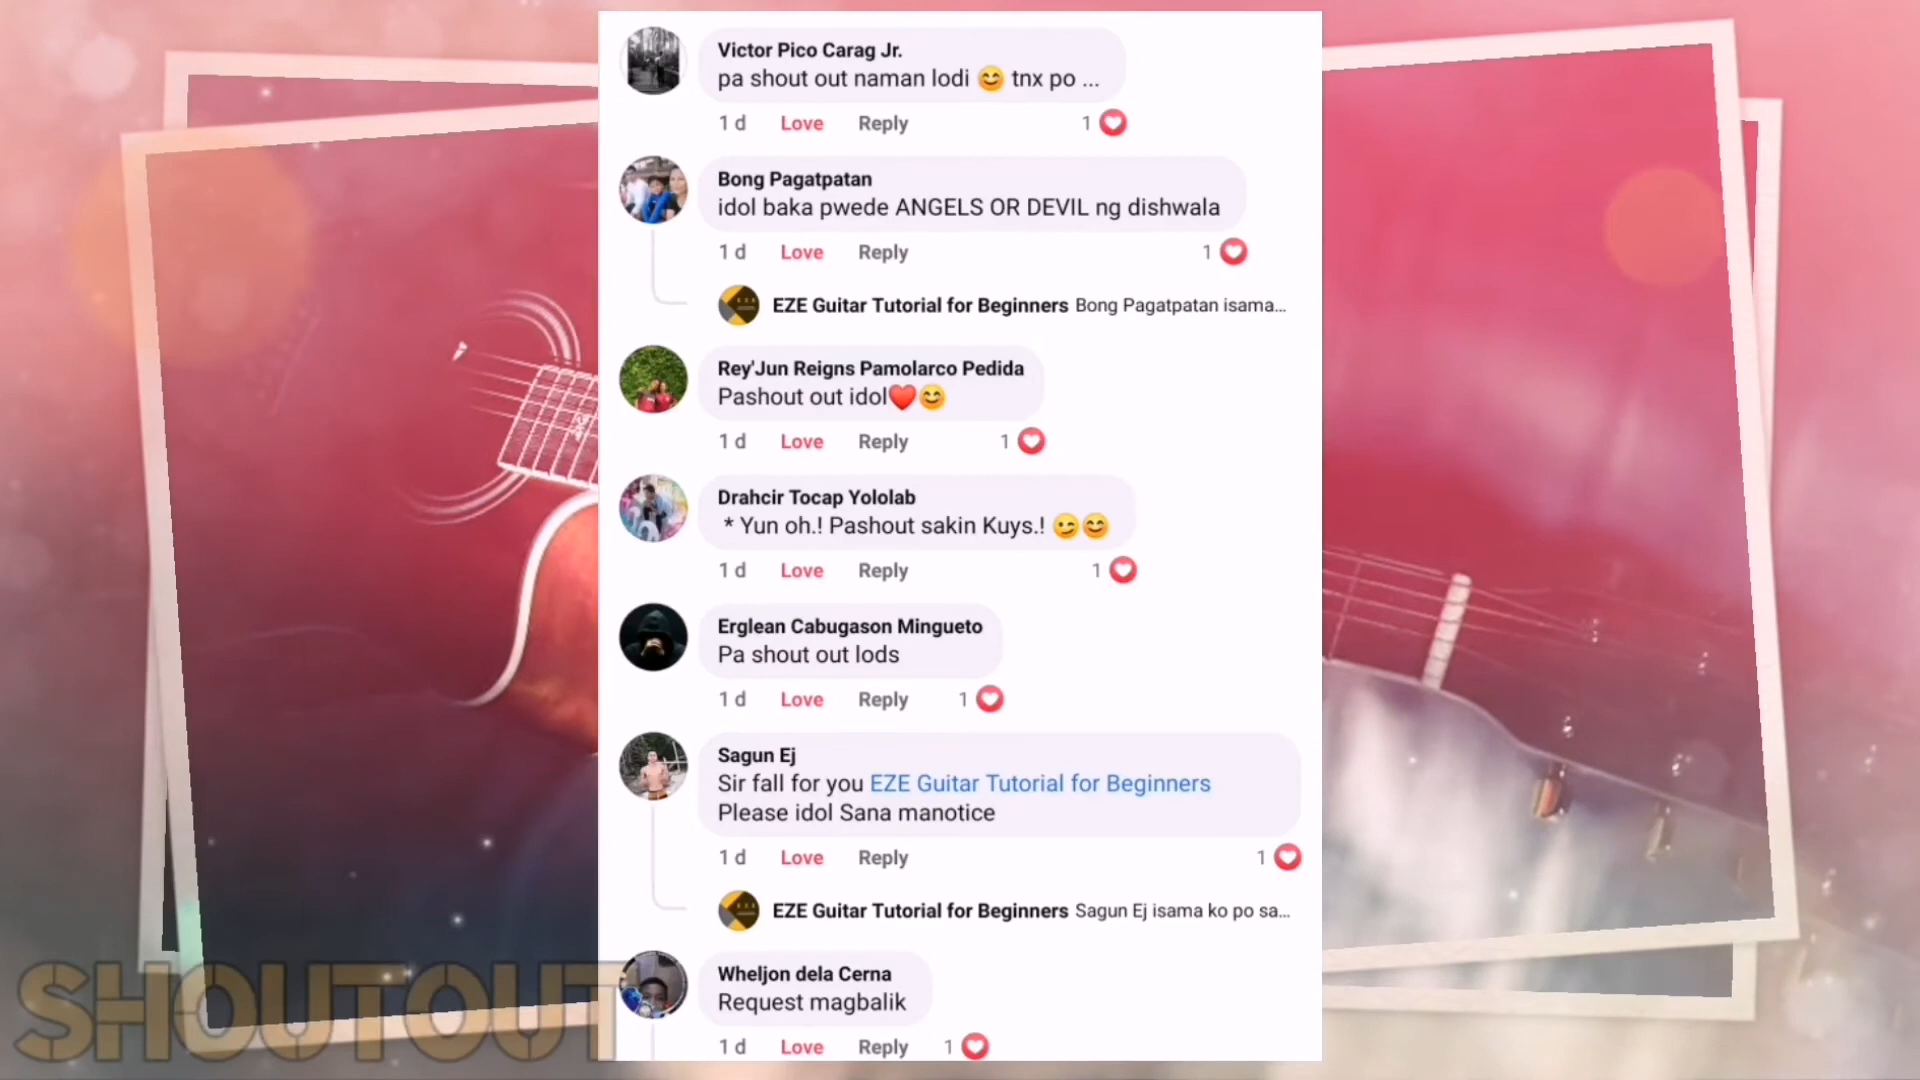 Victor Pico Carag Jr.
pa shout out naman lodi 😊 tnx po ...
1 d Love Reply 1
Bong Pagatpatan
idol baka pwede ANGELS OR DEVIL ng dishwala
1 d Love Reply 1
EZE Guitar Tutorial for Beginners Bong Pagatpatan isama...
Rey'Jun Reigns Pamolarco Pedida
Pashout out idol❤️😊
1 d Love Reply 1
Drahcir Tocap Yololab
* Yun oh.! Pashout sakin Kuys.! 😉😊
1 d Love Reply 1
Erglean Cabugason Mingueto
Pa shout out lods
1 d Love Reply 1
Sagun Ej
Sir fall for you EZE Guitar Tutorial for Beginners
Please idol Sana manotice
1 d Love Reply 1
EZE Guitar Tutorial for Beginners Sagun Ej isama ko po sa...
Wheljon dela Cerna
Request magbalik
1 d Love Reply 1
SHOUTOUT